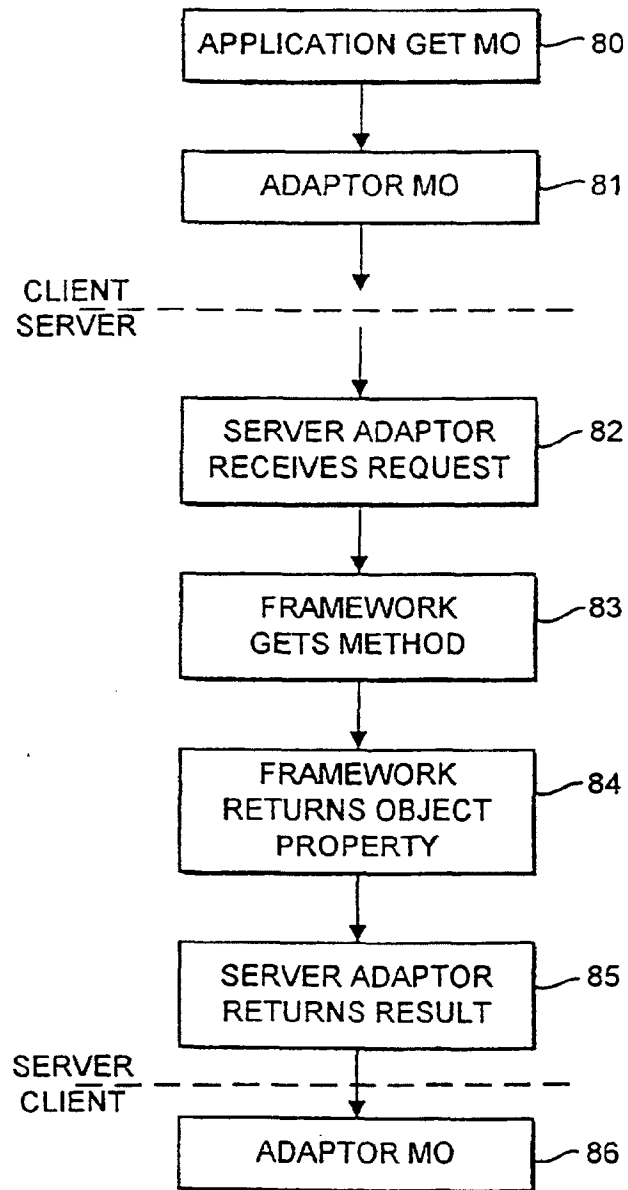 APPLICATION GET MO
80
ADAPTOR MO
81
CLIENT
SERVER
SERVER ADAPTOR
RECEIVES REQUEST
82
FRAMEWORK
GETS METHOD
83
FRAMEWORK
RETURNS OBJECT
PROPERTY
84
SERVER ADAPTOR
RETURNS RESULT
85
SERVER
CLIENT
ADAPTOR MO
86